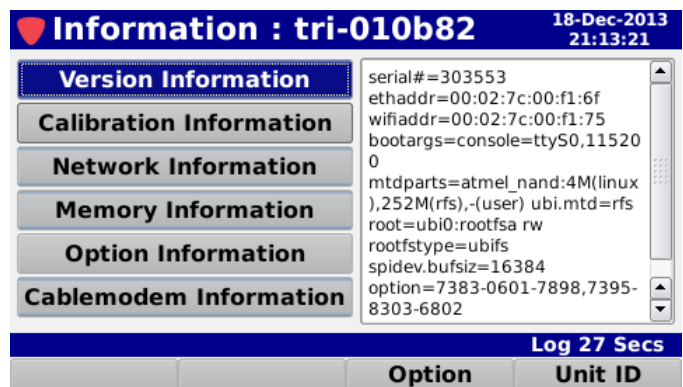 Information : tri-010b82
18-Dec-2013
21:13:21
Version Information
Calibration Information
Network Information
Memory Information
Option Information
Cablemodem Information
serial#=303553
ethaddr=00:02:7c:00:f1:6f
wifiaddr=00:02:7c:00:f1:75
bootargs=console=ttyS0,11520
0
mtdparts=atmel_nand:4M(linux
),252M(rfs),-(user) ubi.mtd=rfs
root=ubi0:rootfsa rw
rootfstype=ubifs
spidev.bufsiz=16384
option=7383-0601-7898,7395-
8303-6802
Log 27 Secs
Option
Unit ID